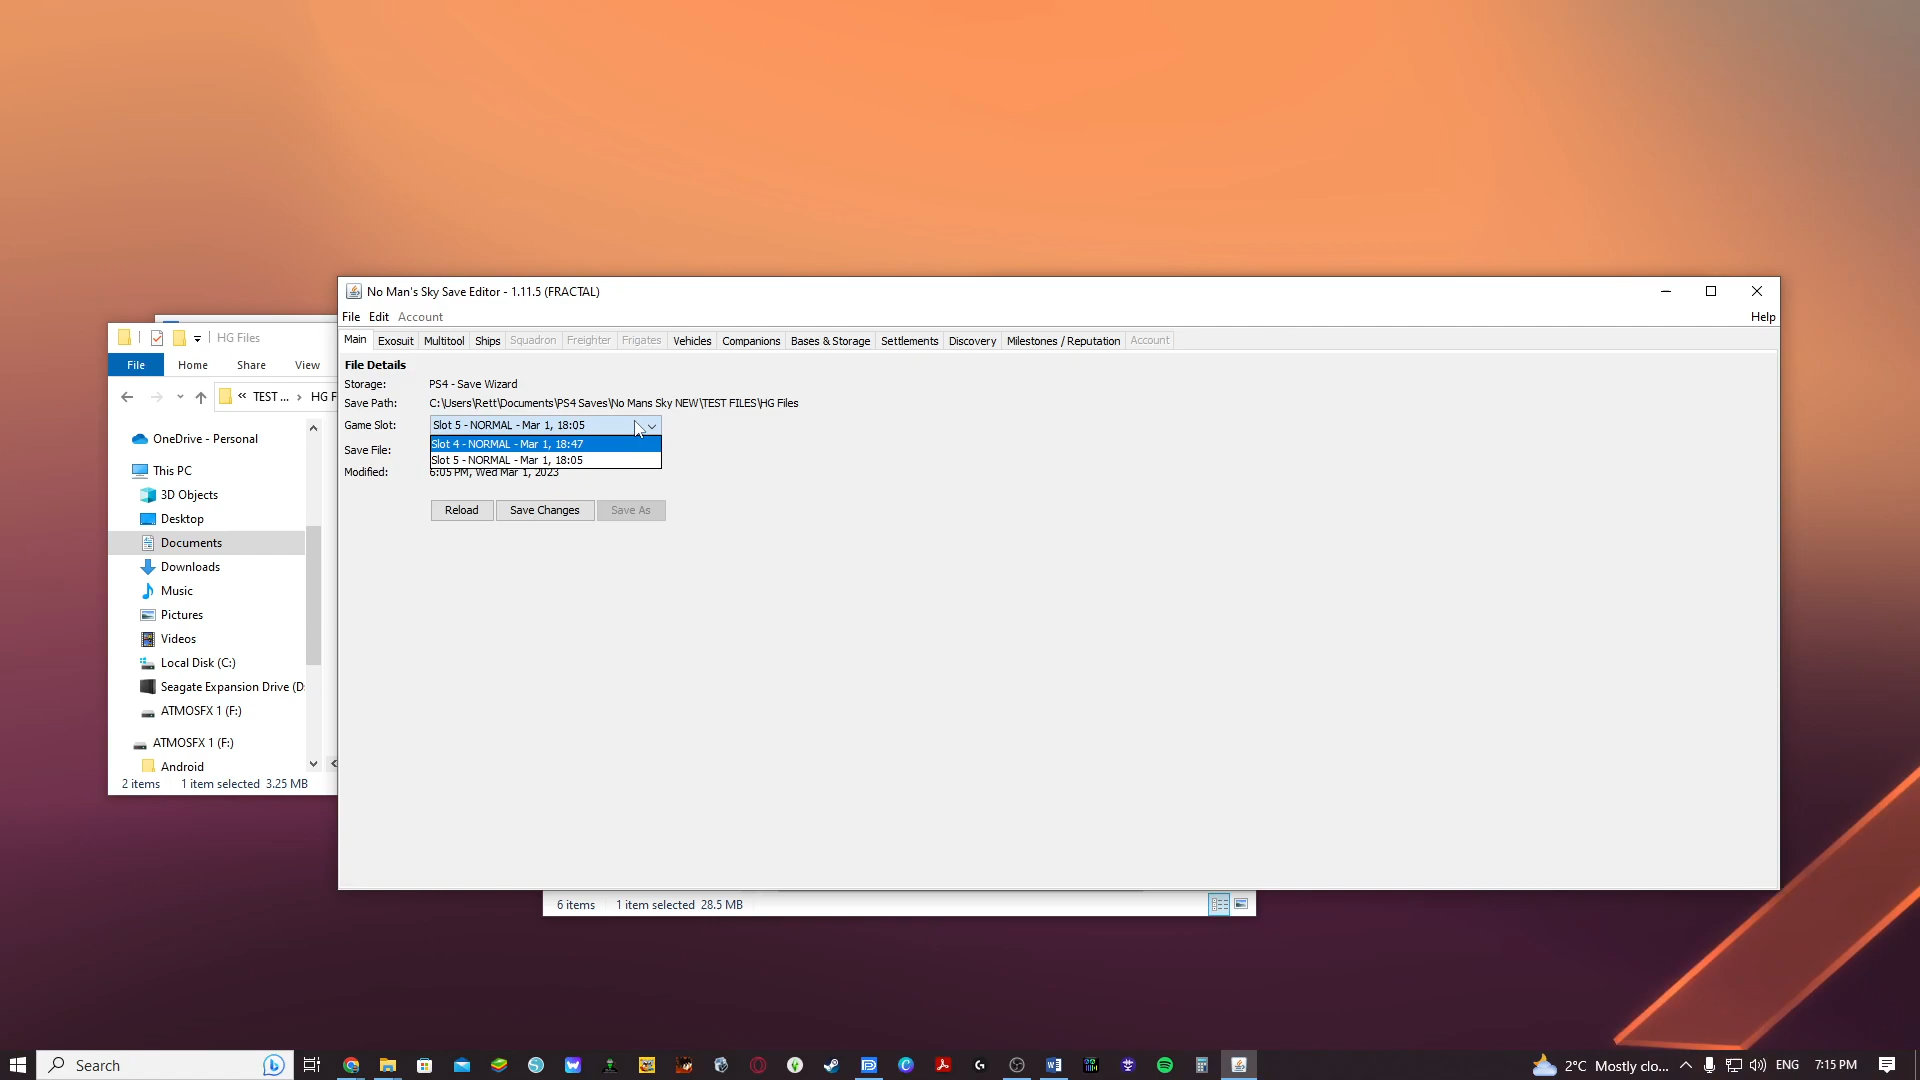 No Man's Sky Save Editor - 1.11.5 (FRACTAL)
File Edit Account
Help
Main Exosuit Multitool Ships Squadron Freighter Frigates Vehicles Companions Bases & Storage Settlements Discovery Milestones / Reputation Account
File Details
Storage: PS4 - Save Wizard
Save Path: C:\Users\Rett\Documents\PS4 Saves\No Mans Sky NEW\TEST FILES\HG Files
Game Slot: Slot 5 - NORMAL - Mar 1, 18:05
Slot 4 - NORMAL - Mar 1, 18:47
Save File:
Slot 5 - NORMAL - Mar 1, 18:05
Modified: 6:05 PM, Wed Mar 1, 2023
Reload Save Changes Save As
HG Files
File Home Share View
« TEST ... › HG F
OneDrive - Personal
This PC
3D Objects
Desktop
Documents
Downloads
Music
Pictures
Videos
Local Disk (C:)
Seagate Expansion Drive (D:
ATMOSFX 1 (F:)
ATMOSFX 1 (F:)
Android
2 items 1 item selected 3.25 MB
6 items 1 item selected 28.5 MB
Search
2°C Mostly clo...
ENG
7:15 PM